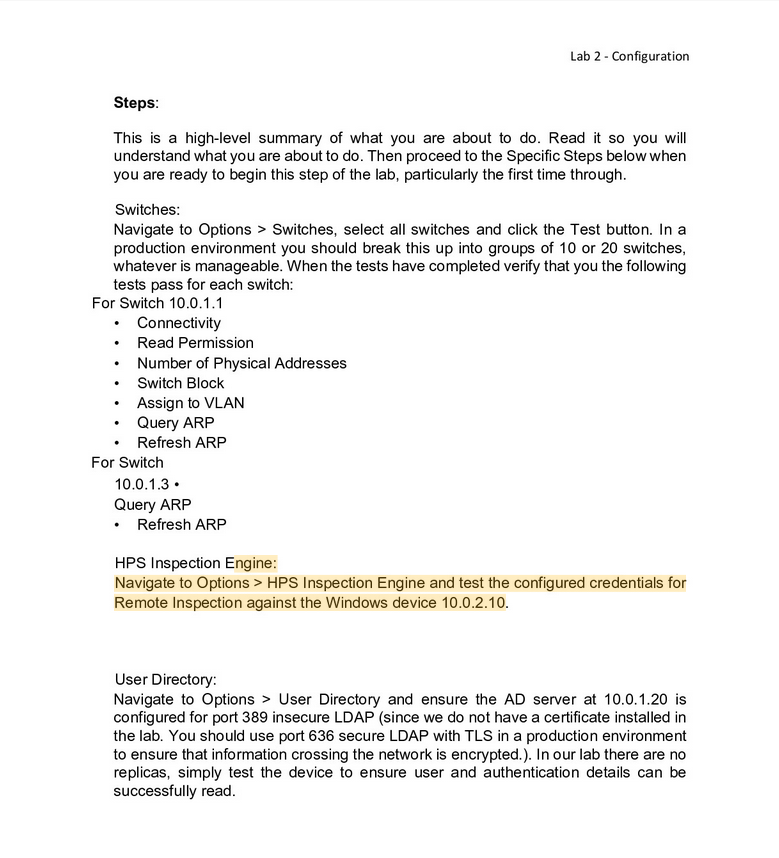 Lab 2 - Configuration
Steps:
This is a high-level summary of what you are about to do. Read it so you will
understand what you are about to do. Then proceed to the Specific Steps below when
you are ready to begin this step of the lab, particularly the first time through.
Switches:
Navigate to Options > Switches, select all switches and click the Test button. In a
production environment you should break this up into groups of 10 or 20 switches,
whatever is manageable. When the tests have completed verify that you the following
tests pass for each switch:
For Switch 10.0.1.1
• Connectivity
• Read Permission
• Number of Physical Addresses
• Switch Block
• Assign to VLAN
• Query ARP
• Refresh ARP
For Switch
10.0.1.3 •
Query ARP
• Refresh ARP
HPS Inspection Engine:
Navigate to Options > HPS Inspection Engine and test the configured credentials for
Remote Inspection against the Windows device 10.0.2.10.
User Directory:
Navigate to Options > User Directory and ensure the AD server at 10.0.1.20 is
configured for port 389 insecure LDAP (since we do not have a certificate installed in
the lab. You should use port 636 secure LDAP with TLS in a production environment
to ensure that information crossing the network is encrypted.). In our lab there are no
replicas, simply test the device to ensure user and authentication details can be
successfully read.